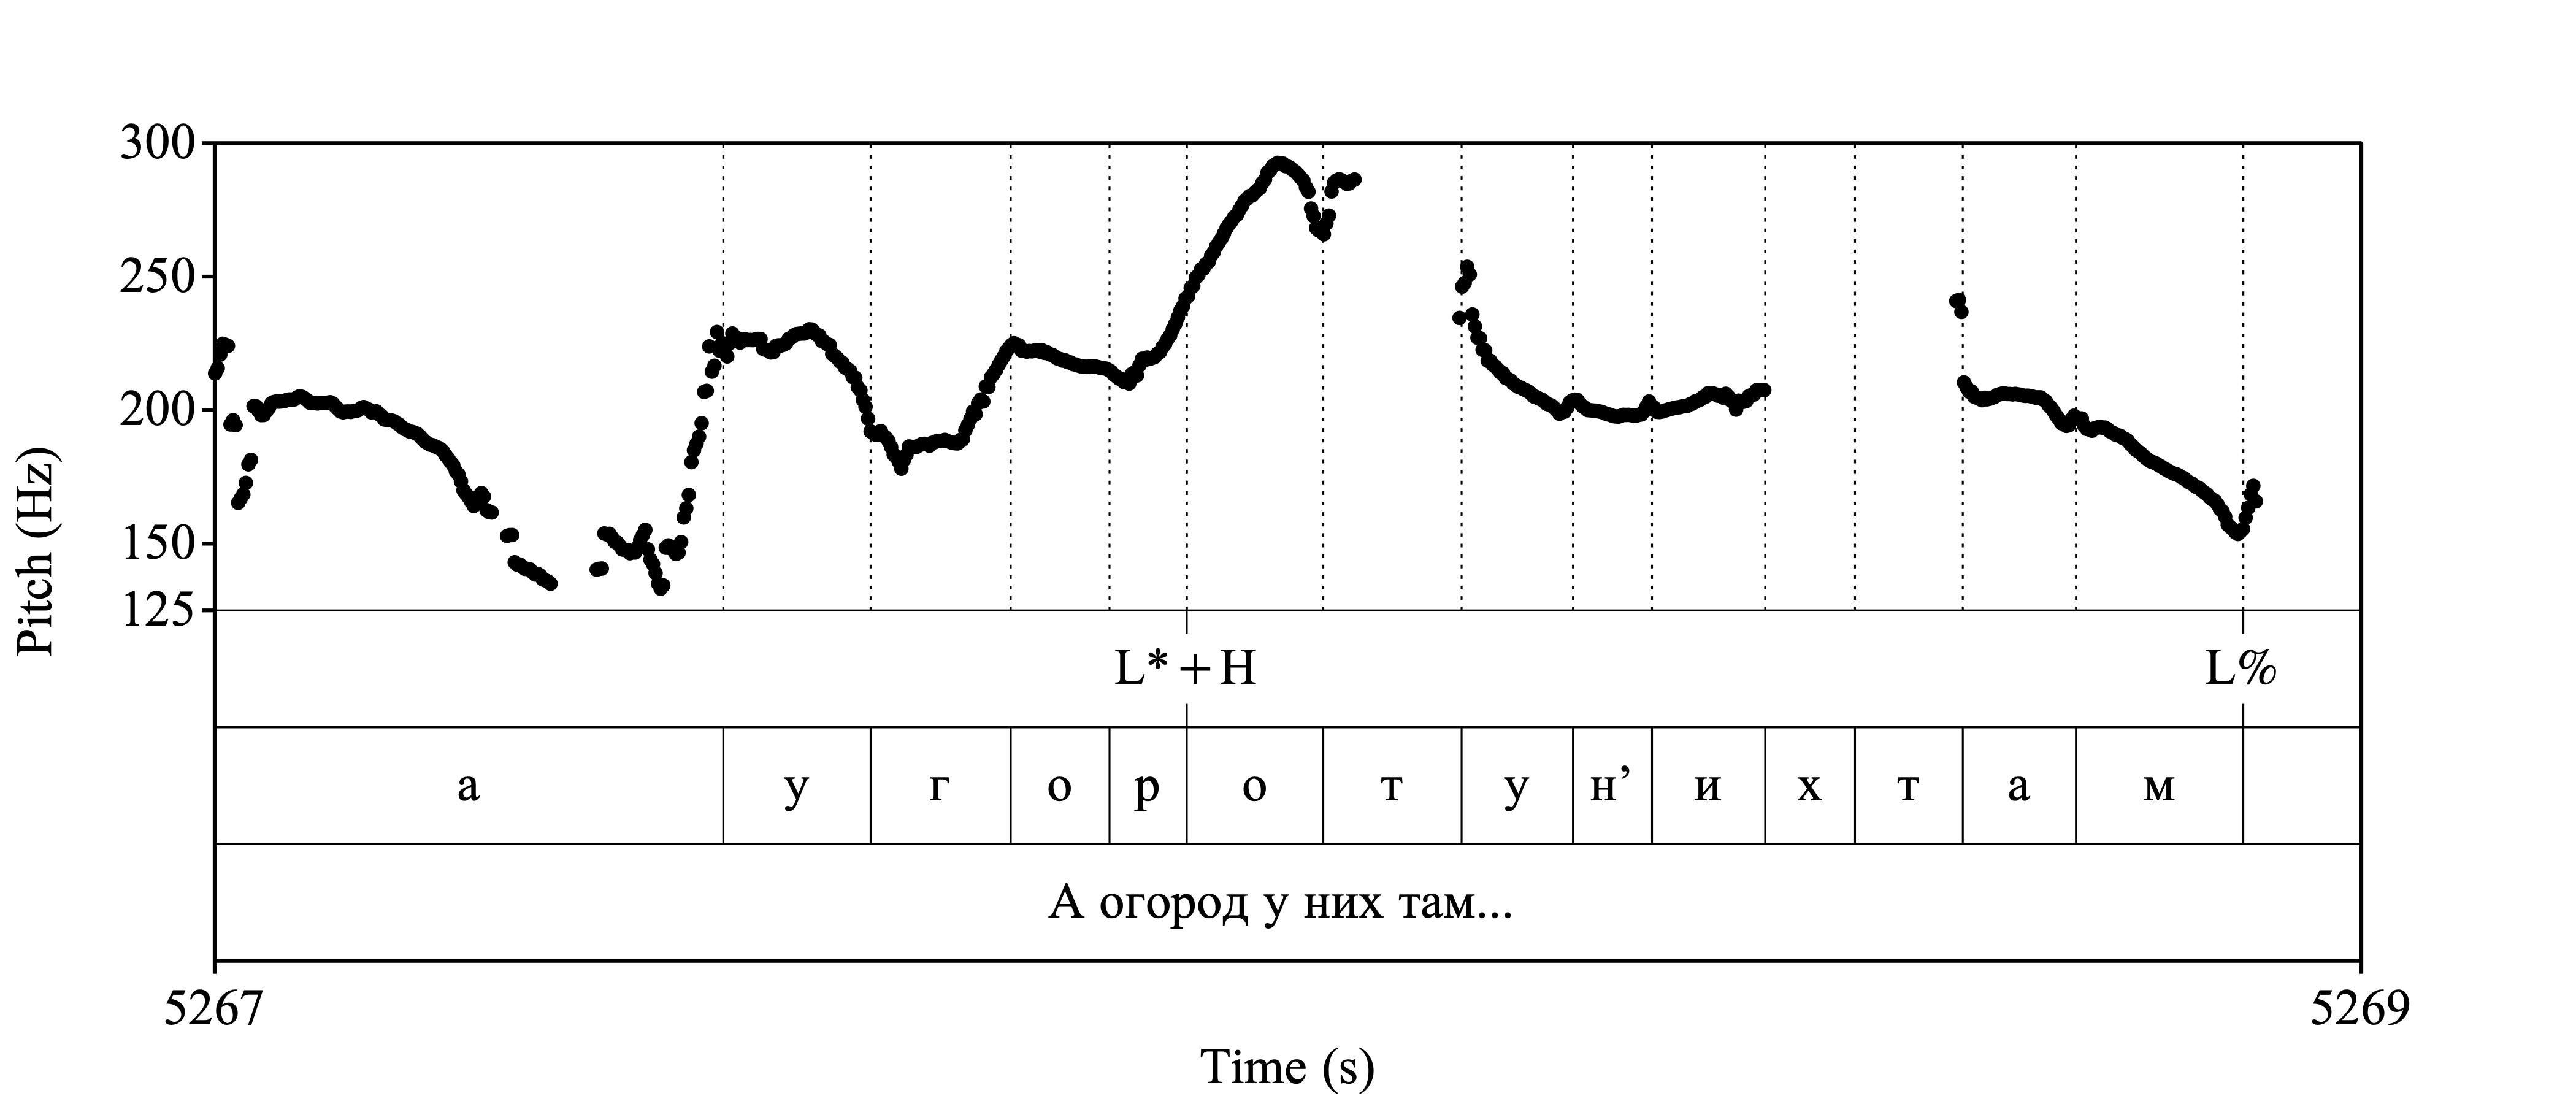 300
250
200
150
125
Pitch (Hz)
L* + H L%
а у г о р о т у н’ и х т а м
А огород у них там...
5267 5269
Time (s)